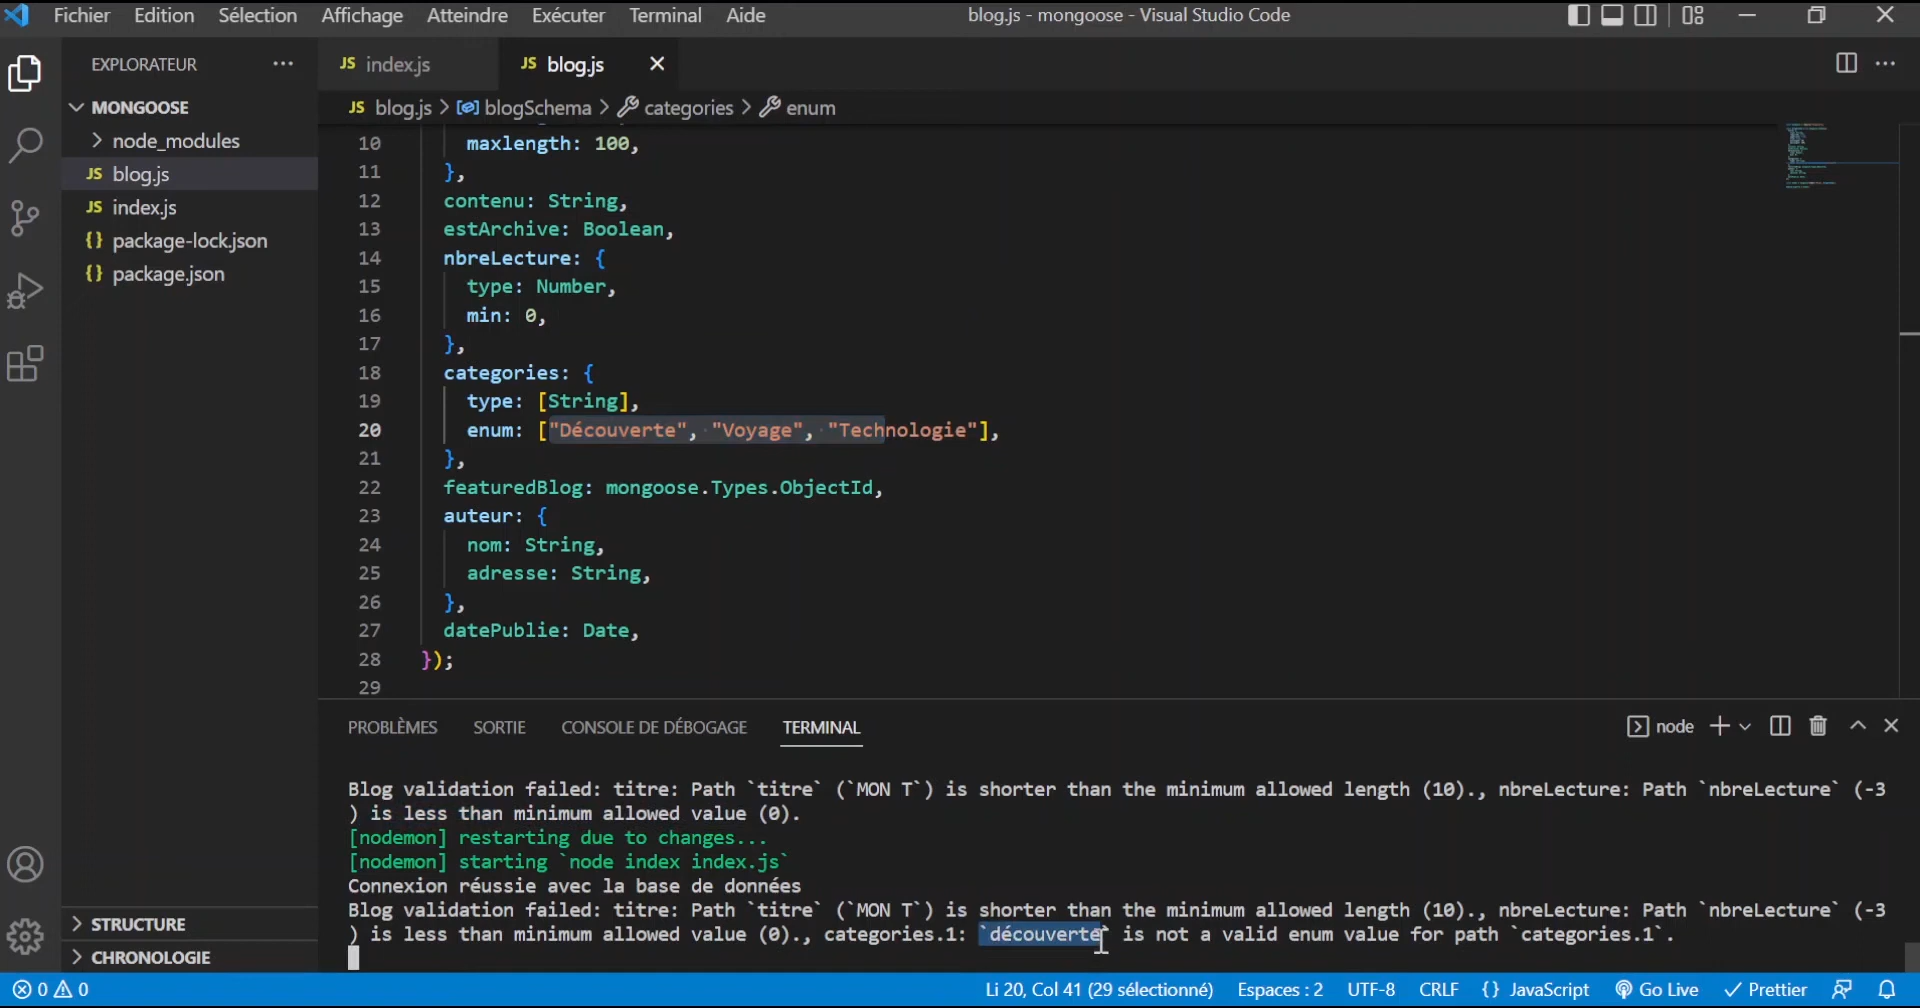 Fichier Edition Sélection Affichage Atteindre Exécuter Terminal Aide blog.js - mongoose - Visual Studio Code
EXPLORATEUR
JS index.js JS blog.js
JS blog.js > blogSchema > categories > enum
MONGOOSE
node_modules
JS blog.js
JS index.js
{} package-lock.json
{} package.json
10 maxlength: 100,
11 },
12 contenu: String,
13 estArchive: Boolean,
14 nbreLecture: {
15 type: Number,
16 min: 0,
17 },
18 categories: {
19 type: [String],
20 enum: ["Découverte", "Voyage", "Technologie"],
21 },
22 featuredBlog: mongoose.Types.ObjectId,
23 auteur: {
24 nom: String,
25 adresse: String,
26 },
27 datePublie: Date,
28 });
29
PROBLÈMES SORTIE CONSOLE DE DÉBOGAGE TERMINAL node
Blog validation failed: titre: Path `titre` (`MON T`) is shorter than the minimum allowed length (10)., nbreLecture: Path `nbreLecture` (-3
) is less than minimum allowed value (0).
[nodemon] restarting due to changes...
[nodemon] starting `node index index.js`
Connexion réussie avec la base de données
Blog validation failed: titre: Path `titre` (`MON T`) is shorter than the minimum allowed length (10)., nbreLecture: Path `nbreLecture` (-3
) is less than minimum allowed value (0)., categories.1: `découverte` is not a valid enum value for path `categories.1`.
STRUCTURE
CHRONOLOGIE
0 0 Li 20, Col 41 (29 sélectionné) Espaces : 2 UTF-8 CRLF {} JavaScript Go Live Prettier